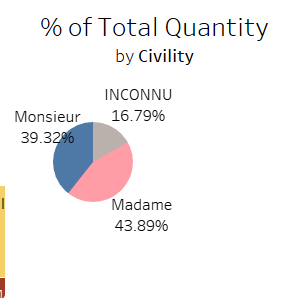 % of Total Quantity
by Civility
INCONNU
16.79%
Monsieur
39.32%
Madame
43.89%